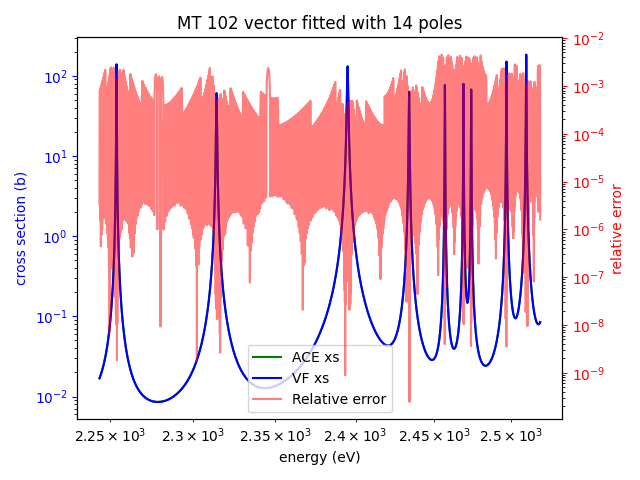 MT 102 vector fitted with 14 poles
cross section (b)
10²
10¹
10⁰
10⁻¹
10⁻²
10⁻²
10⁻³
10⁻⁴
10⁻⁵
10⁻⁶
10⁻⁷
10⁻⁸
10⁻⁹
relative error
ACE xs
VF xs
Relative error
2.25 × 10³ 2.3 × 10³ 2.35 × 10³ 2.4 × 10³ 2.45 × 10³ 2.5 × 10³
energy (eV)